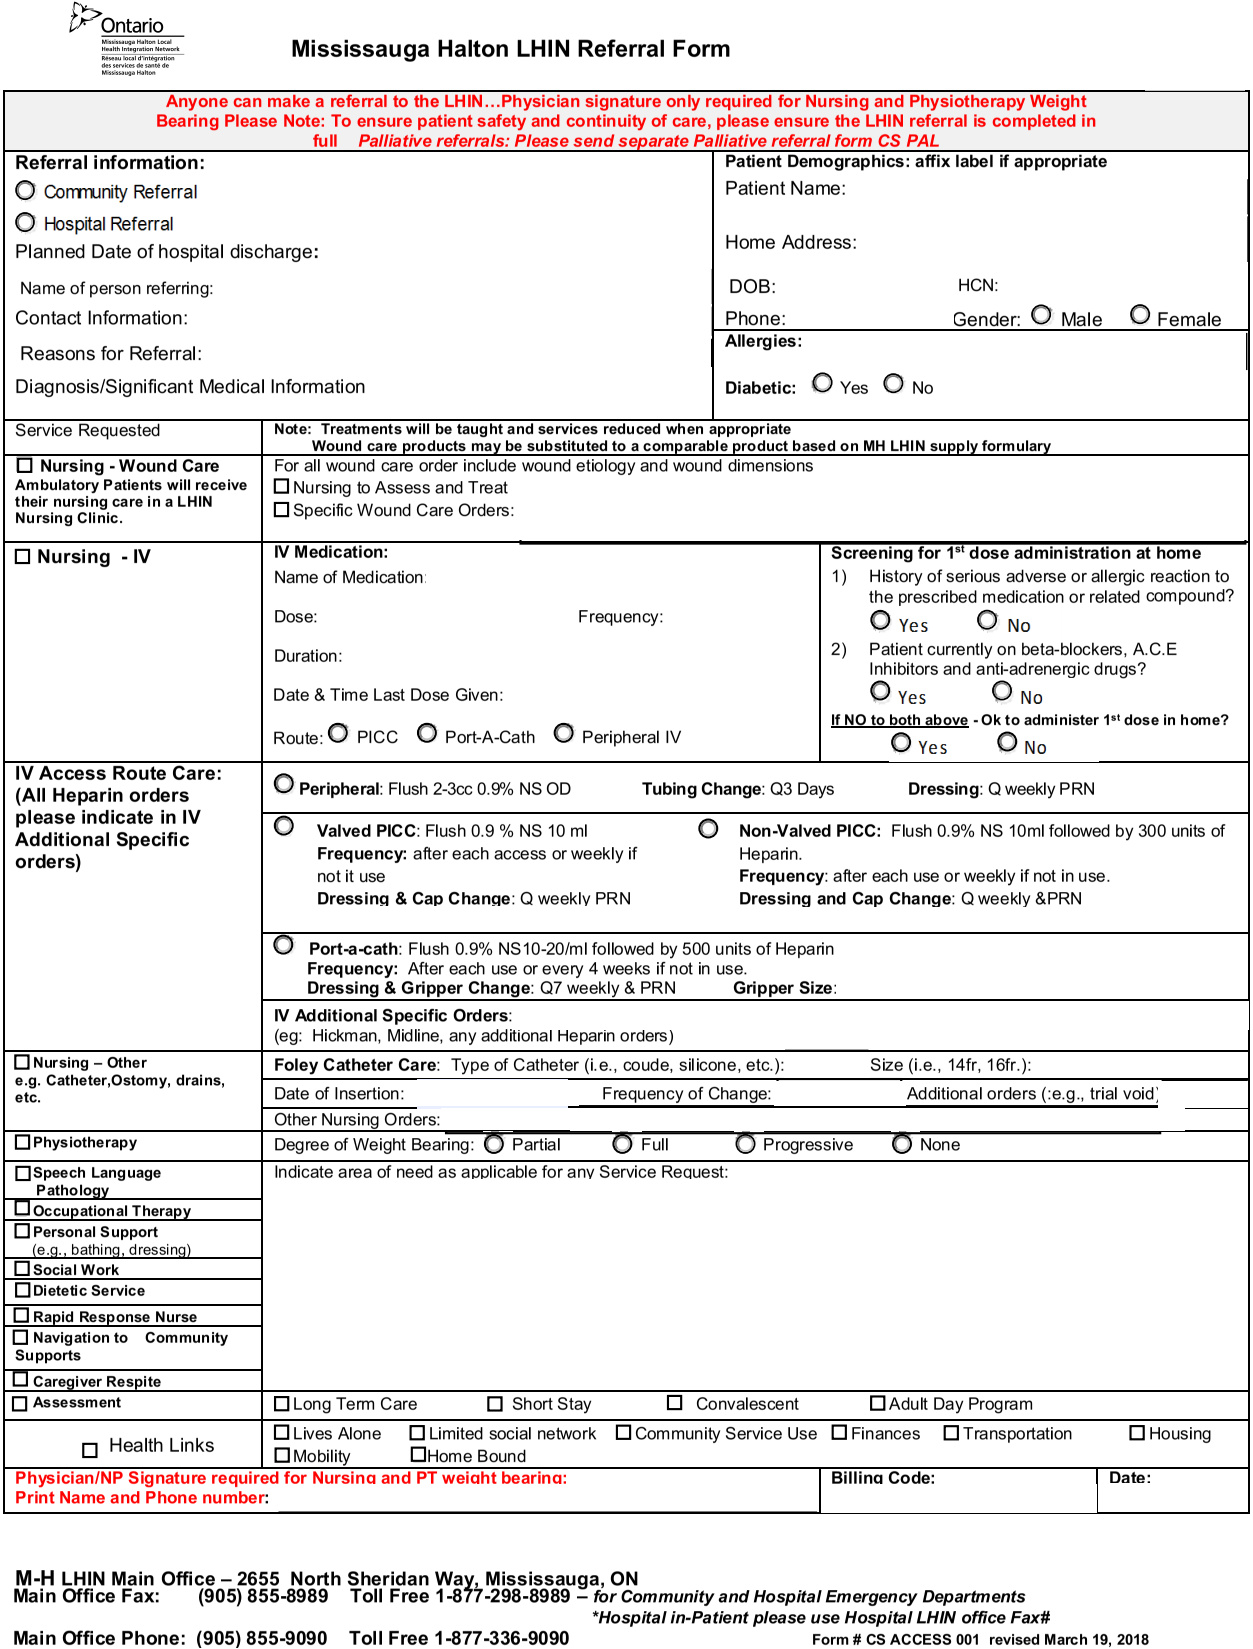 Ontario
Mississauga Halton Local
Health Integration Network
Réseau local d'intégration
des services de santé de
Mississauga Halton
Mississauga Halton LHIN Referral Form
Anyone can make a referral to the LHIN…Physician signature only required for Nursing and Physiotherapy Weight
Bearing Please Note: To ensure patient safety and continuity of care, please ensure the LHIN referral is completed in
full Palliative referrals: Please send separate Palliative referral form CS PAL
Referral information:
Community Referral
Hospital Referral
Planned Date of hospital discharge:
Name of person referring:
Contact Information:
Reasons for Referral:
Diagnosis/Significant Medical Information
Patient Demographics: affix label if appropriate
Patient Name:
Home Address:
DOB: HCN:
Phone: Gender: Male Female
Allergies:
Diabetic: Yes No
Service Requested
Note: Treatments will be taught and services reduced when appropriate
Wound care products may be substituted to a comparable product based on MH LHIN supply formulary
Nursing - Wound Care
Ambulatory Patients will receive
their nursing care in a LHIN
Nursing Clinic.
For all wound care order include wound etiology and wound dimensions
Nursing to Assess and Treat
Specific Wound Care Orders:
Nursing - IV
IV Medication:
Name of Medication:
Dose: Frequency:
Duration:
Date & Time Last Dose Given:
Route: PICC Port-A-Cath Peripheral IV
Screening for 1st dose administration at home
1) History of serious adverse or allergic reaction to
the prescribed medication or related compound?
Yes No
2) Patient currently on beta-blockers, A.C.E
Inhibitors and anti-adrenergic drugs?
Yes No
If NO to both above - Ok to administer 1st dose in home?
Yes No
IV Access Route Care:
(All Heparin orders
please indicate in IV
Additional Specific
orders)
Peripheral: Flush 2-3cc 0.9% NS OD Tubing Change: Q3 Days Dressing: Q weekly PRN
Valved PICC: Flush 0.9 % NS 10 ml
Frequency: after each access or weekly if
not it use
Dressing & Cap Change: Q weekly PRN
Non-Valved PICC: Flush 0.9% NS 10ml followed by 300 units of
Heparin.
Frequency: after each use or weekly if not in use.
Dressing and Cap Change: Q weekly &PRN
Port-a-cath: Flush 0.9% NS10-20/ml followed by 500 units of Heparin
Frequency: After each use or every 4 weeks if not in use.
Dressing & Gripper Change: Q7 weekly & PRN Gripper Size:
IV Additional Specific Orders:
(eg: Hickman, Midline, any additional Heparin orders)
Nursing – Other
e.g. Catheter,Ostomy, drains,
etc.
Foley Catheter Care: Type of Catheter (i.e., coude, silicone, etc.): Size (i.e., 14fr, 16fr.):
Date of Insertion: Frequency of Change: Additional orders (:e.g., trial void)
Other Nursing Orders:
Physiotherapy
Degree of Weight Bearing: Partial Full Progressive None
Speech Language
Pathology
Occupational Therapy
Personal Support
(e.g., bathing, dressing)
Social Work
Dietetic Service
Rapid Response Nurse
Navigation to Community
Supports
Caregiver Respite
Indicate area of need as applicable for any Service Request:
Assessment
Long Term Care Short Stay Convalescent Adult Day Program
Health Links
Lives Alone Limited social network Community Service Use Finances Transportation Housing
Mobility Home Bound
Physician/NP Signature required for Nursing and PT weight bearing:
Print Name and Phone number:
Billing Code:
Date:
M-H LHIN Main Office – 2655 North Sheridan Way, Mississauga, ON
Main Office Fax: (905) 855-8989 Toll Free 1-877-298-8989 – for Community and Hospital Emergency Departments
*Hospital in-Patient please use Hospital LHIN office Fax#
Main Office Phone: (905) 855-9090 Toll Free 1-877-336-9090
Form # CS ACCESS 001 revised March 19, 2018